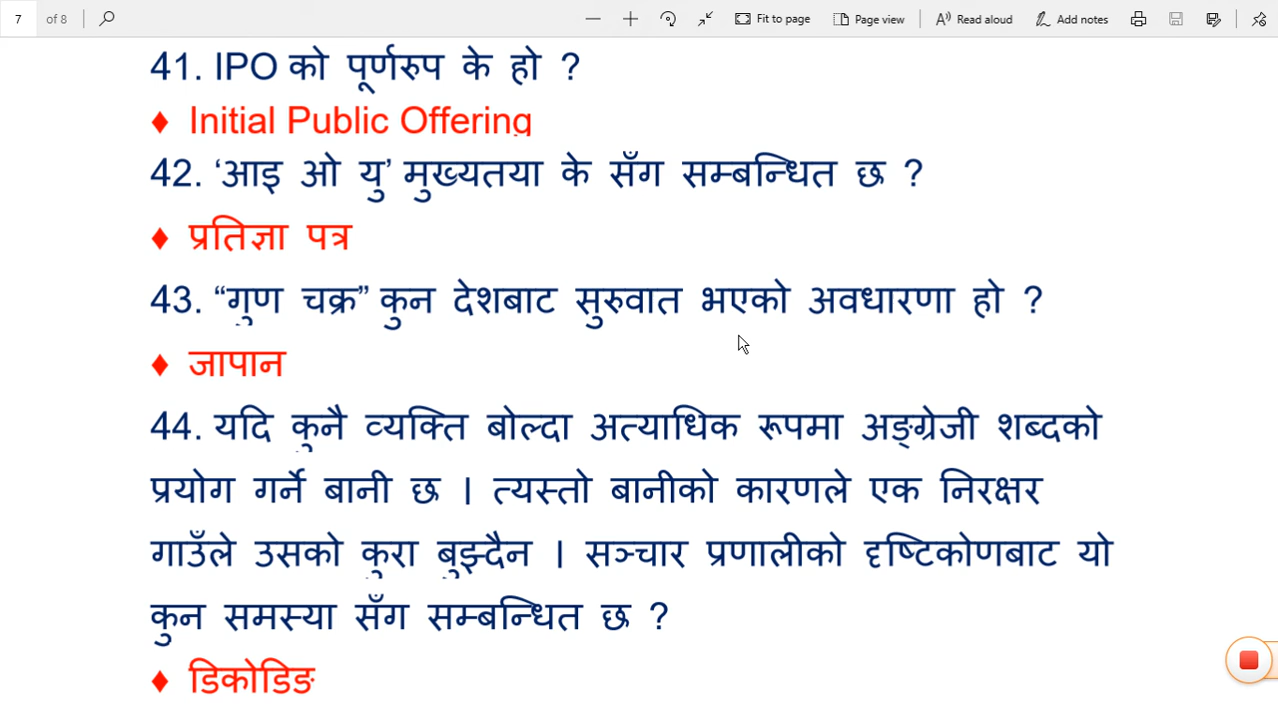 7 of 8 Fit to page Page view Read aloud Add notes
41. IPO को पूर्णरुप के हो ?
♦ Initial Public Offering
42. ‘आइ ओ यु’ मुख्यतया के सँग सम्बन्धित छ ?
♦ प्रतिज्ञा पत्र
43. “गुण चक्र” कुन देशबाट सुरुवात भएको अवधारणा हो ?
♦ जापान
44. यदि कुनै व्यक्ति बोल्दा अत्याधिक रूपमा अङ्ग्रेजी शब्दको
प्रयोग गर्ने बानी छ । त्यस्तो बानीको कारणले एक निरक्षर
गाउँले उसको कुरा बुझ्दैन । सञ्चार प्रणालीको दृष्टिकोणबाट यो
कुन समस्या सँग सम्बन्धित छ ?
♦ डिकोडिङ